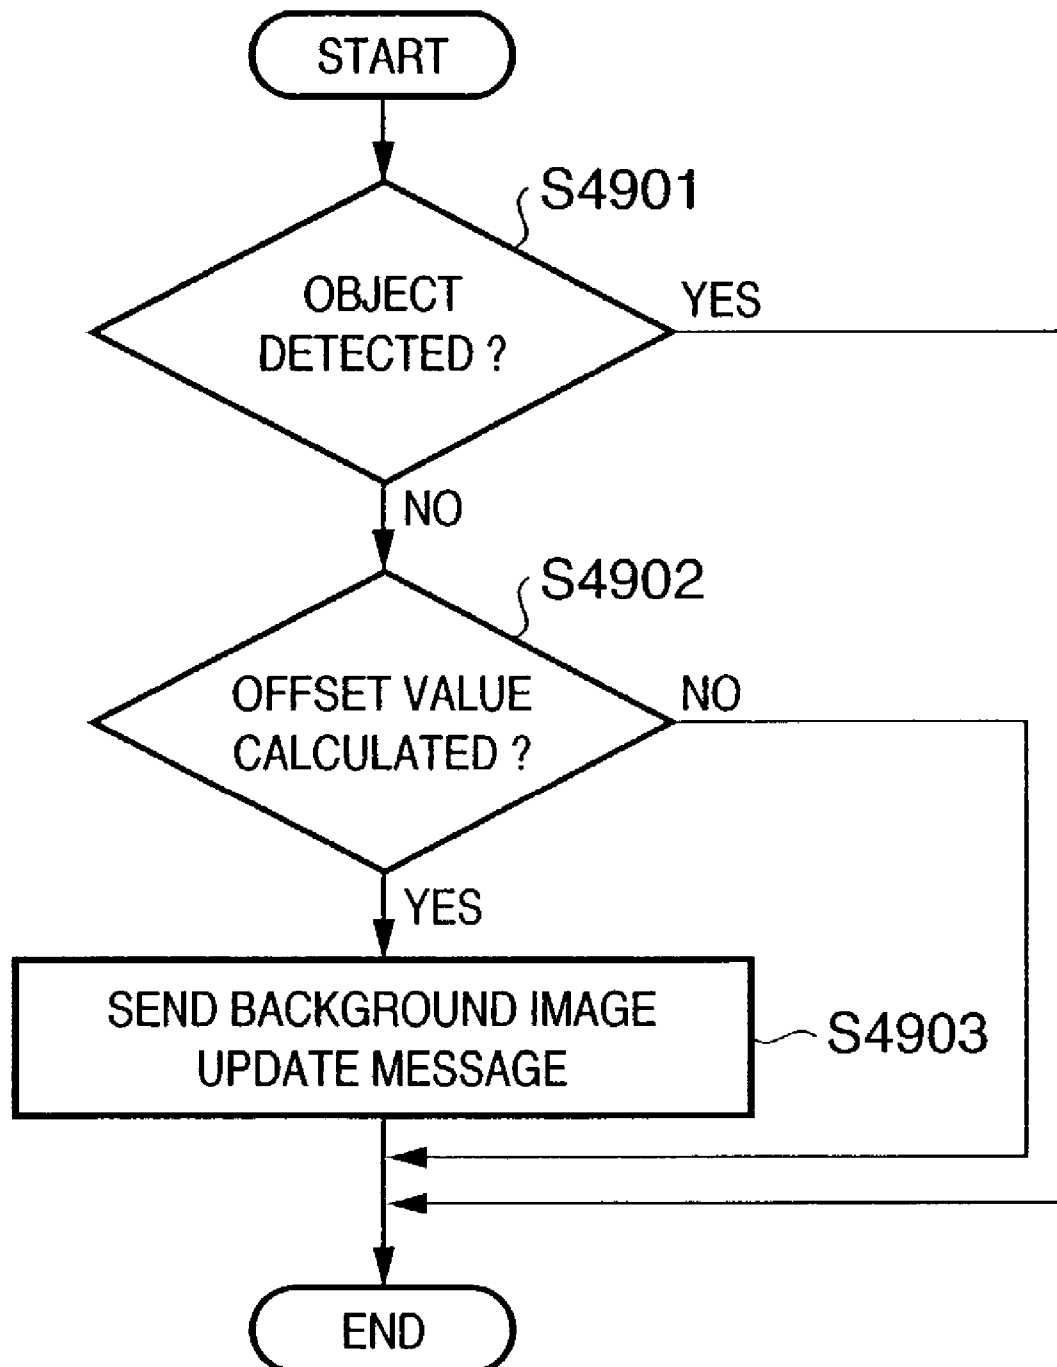 START
S4901
OBJECT
DETECTED ?
YES
NO
S4902
OFFSET VALUE
CALCULATED ?
NO
YES
SEND BACKGROUND IMAGE
UPDATE MESSAGE
S4903
END